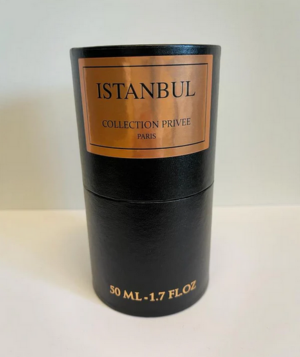 ISTANBUL
COLLECTION PRIVEE
PARIS
50 ML-1.7 FL.OZ